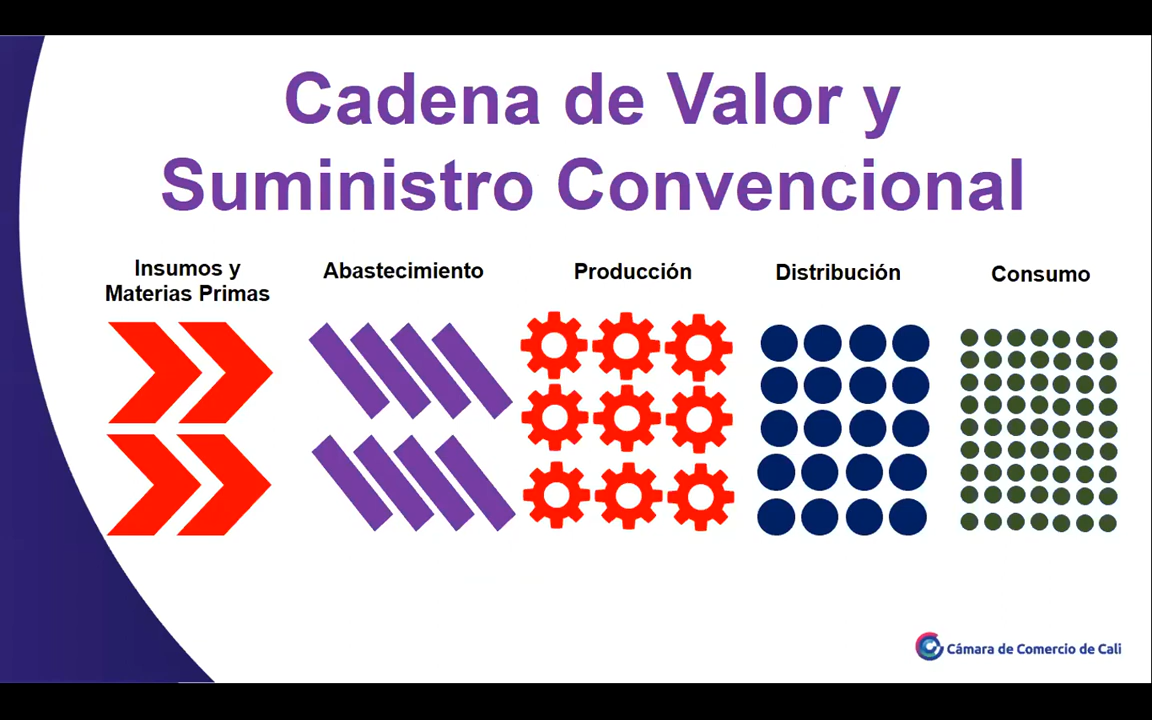 Cadena de Valor y
Suministro Convencional
Insumos y
Materias Primas
Abastecimiento
Producción
Distribución
Consumo
Cámara de Comercio de Cali